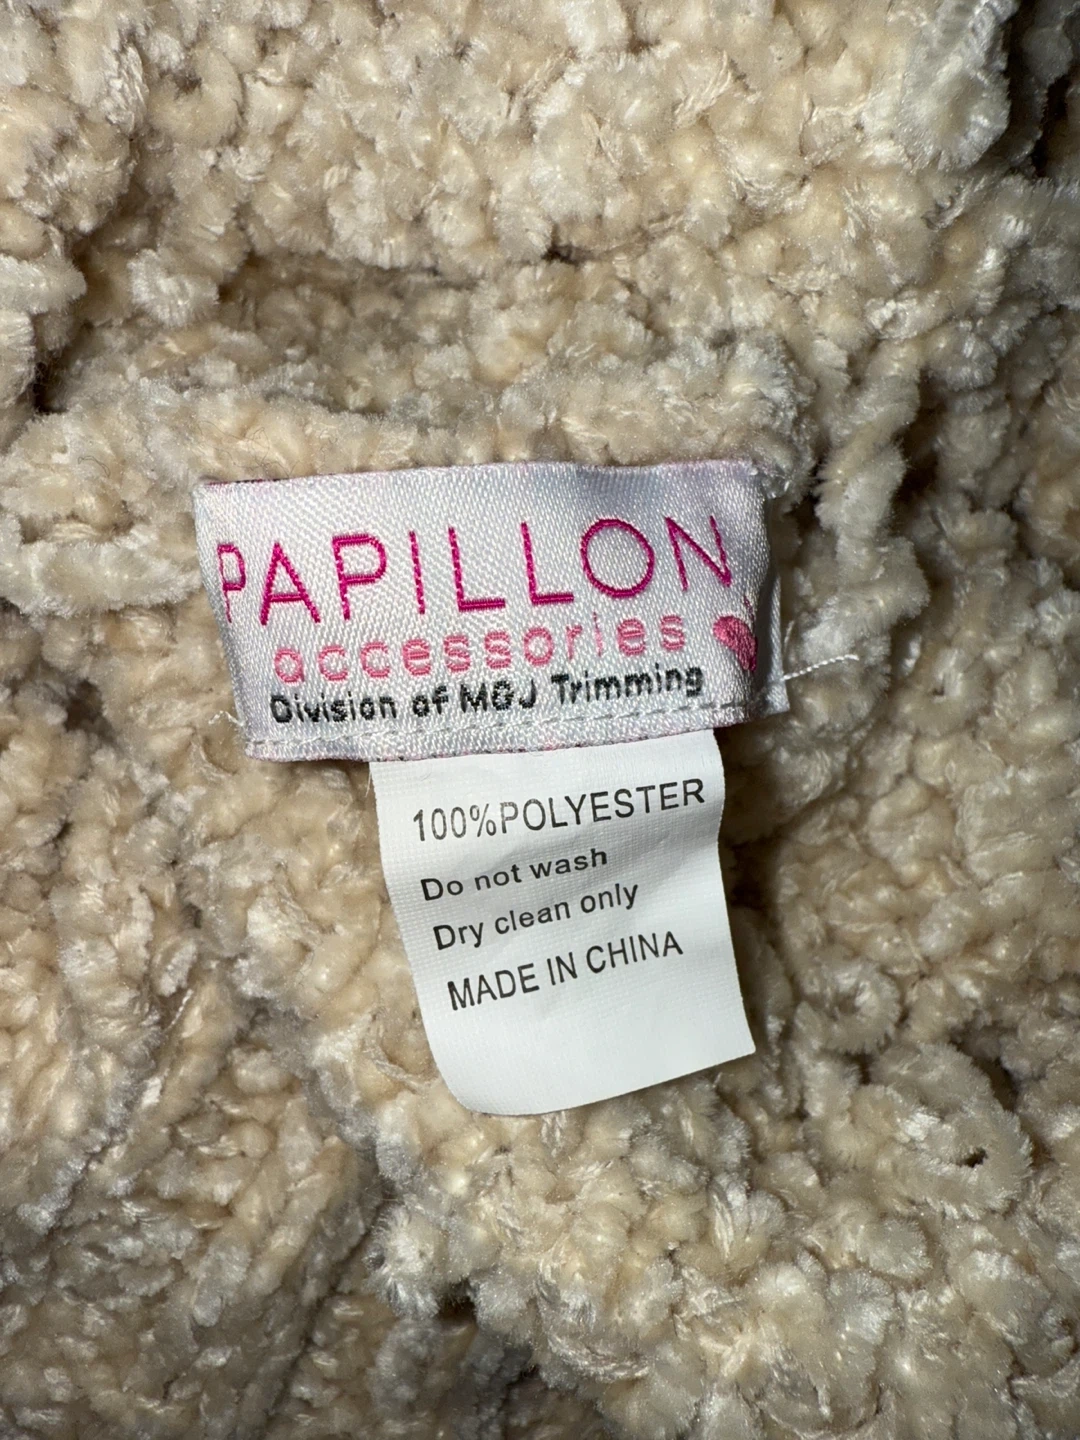 PAPILLON
accessories
Division of MGJ Trimming
100%POLYESTER
Do not wash
Dry clean only
MADE IN CHINA